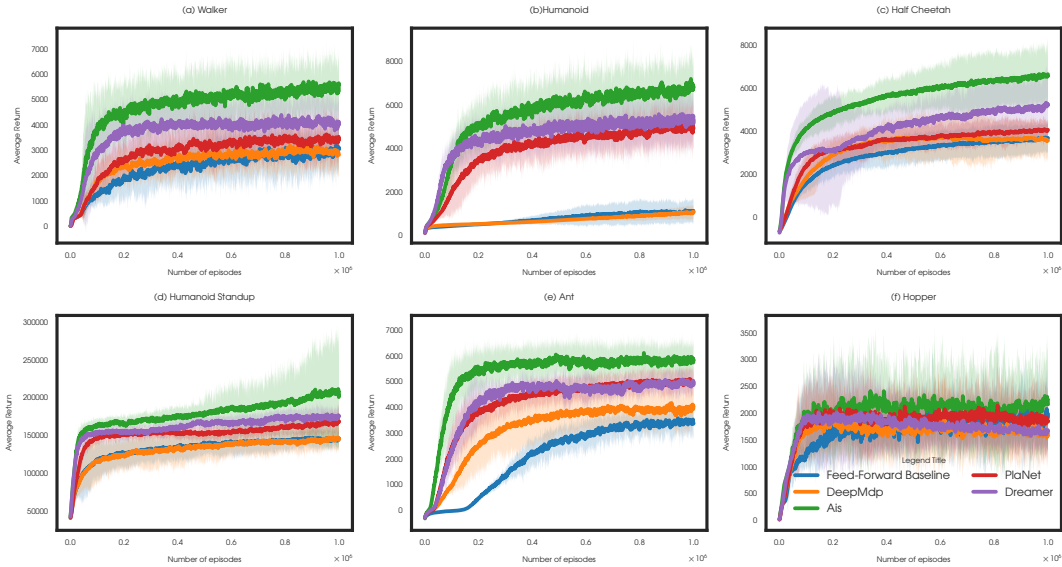 (a) Walker
Average Return
7000
6000
5000
4000
3000
2000
1000
0
0.0 0.2 0.4 0.6 0.8 1.0
Number of episodes
×10⁶
(b)Humanoid
Average Return
8000
6000
4000
2000
0
0.0 0.2 0.4 0.6 0.8 1.0
Number of episodes
×10⁶
(c) Half Cheetah
Average Return
8000
6000
4000
2000
0
0.0 0.2 0.4 0.6 0.8 1.0
Number of episodes
×10⁶
(d) Humanoid Standup
Average Return
300000
250000
200000
150000
100000
50000
0.0 0.2 0.4 0.6 0.8 1.0
Number of episodes
×10⁶
(e) Ant
Average Return
7000
6000
5000
4000
3000
2000
1000
0
0.0 0.2 0.4 0.6 0.8 1.0
Number of episodes
×10⁶
(f) Hopper
Average Return
3500
3000
2500
2000
1500
1000
500
0
Legend Title
Feed-Forward Baseline PlaNet
DeepMdp Dreamer
Ais
0.0 0.2 0.4 0.6 0.8 1.0
Number of episodes
×10⁶